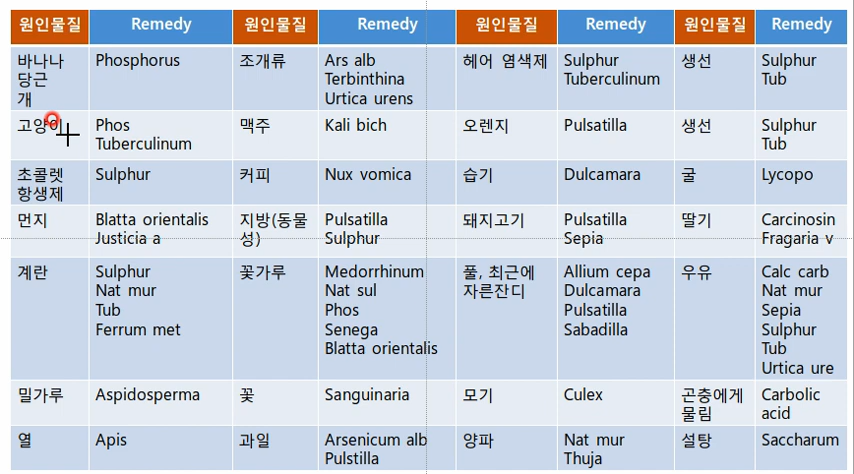 원인물질 Remedy 원인물질 Remedy 원인물질 Remedy 원인물질 Remedy
바나나 Phosphorus 조개류 Ars alb 헤어 염색제 Sulphur 생선 Sulphur
당근 Terbinthina Tuberculinum Tub
개 Urtica urens
고양이 Phos 맥주 Kali bich 오렌지 Pulsatilla 생선 Sulphur
Tuberculinum Tub
초콜렛 Sulphur 커피 Nux vomica 습기 Dulcamara 굴 Lycopo
항생제
먼지 Blatta orientalis 지방(동물 Pulsatilla 돼지고기 Pulsatilla 딸기 Carcinosin
Justicia a 성) Sulphur Sepia Fragaria v
계란 Sulphur 꽃가루 Medorrhinum 풀, 최근에 Allium cepa 우유 Calc carb
Nat mur Nat sul 자른잔디 Dulcamara Nat mur
Tub Phos Pulsatilla Sepia
Ferrum met Senega Sabadilla Sulphur
Blatta orientalis Tub
Urtica ure
밀가루 Aspidosperma 꽃 Sanguinaria 모기 Culex 곤충에게 Carbolic
물림 acid
열 Apis 과일 Arsenicum alb 양파 Nat mur 설탕 Saccharum
Pulstilla Thuja